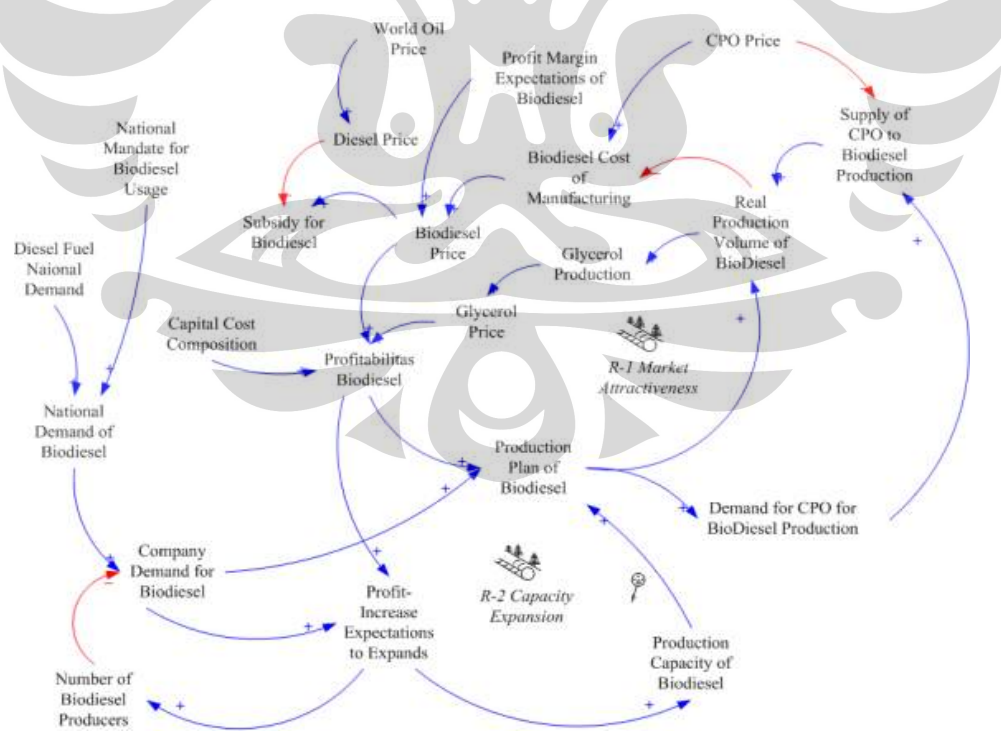 World Oil
Price
Profit Margin
Expectations of
Biodiesel
CPO Price
National
Mandate for
Biodiesel
Usage
Diesel Price
Biodiesel Cost
of
Manufacturing
Supply of
CPO to
Biodiesel
Production
Subsidy for
Biodiesel
Biodiesel
Price
Real
Production
Volume of
BioDiesel
Diesel Fuel
Naional
Demand
Glycerol
Production
Capital Cost
Composition
Glycerol
Price
Profitabilitas
Biodiesel
R-1 Market
Attractiveness
National
Demand of
Biodiesel
Production
Plan of
Biodiesel
Demand for CPO for
BioDiesel Production
Company
Demand for
Biodiesel
R-2 Capacity
Expansion
Profit-
Increase
Expectations
to Expands
Production
Capacity of
Biodiesel
Number of
Biodiesel
Producers